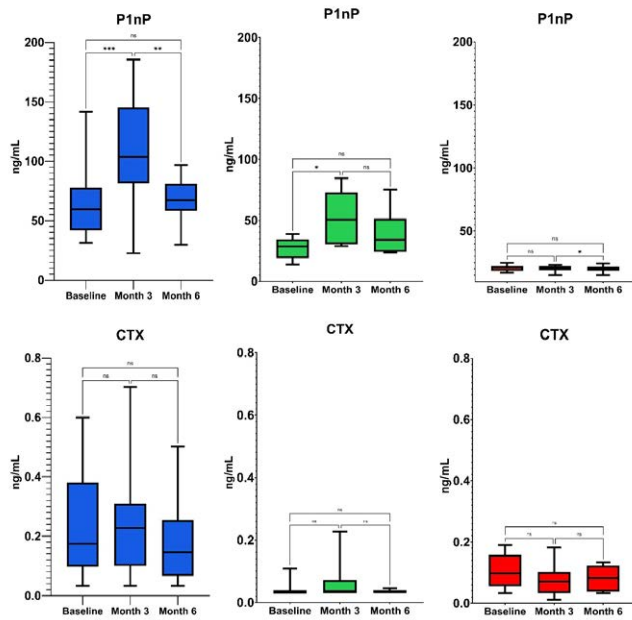 P1nP
200
150
100
50
0
ng/mL
ns
***
**
Baseline Month 3 Month 6
P1nP
200
150
100
50
0
ng/mL
ns
*
ns
Baseline Month 3 Month 6
P1nP
200
150
100
50
ng/mL
ns
ns
*
Baseline Month 3 Month 6
CTX
0.8
0.6
0.4
0.2
0.0
ng/mL
ns
ns
ns
Baseline Month 3 Month 6
CTX
0.8
0.6
0.4
0.2
0.0
ng/mL
ns
ns
ns
Baseline Month 3 Month 6
CTX
0.8
0.6
0.4
0.2
0.0
ng/mL
ns
ns
ns
Baseline Month 3 Month 6